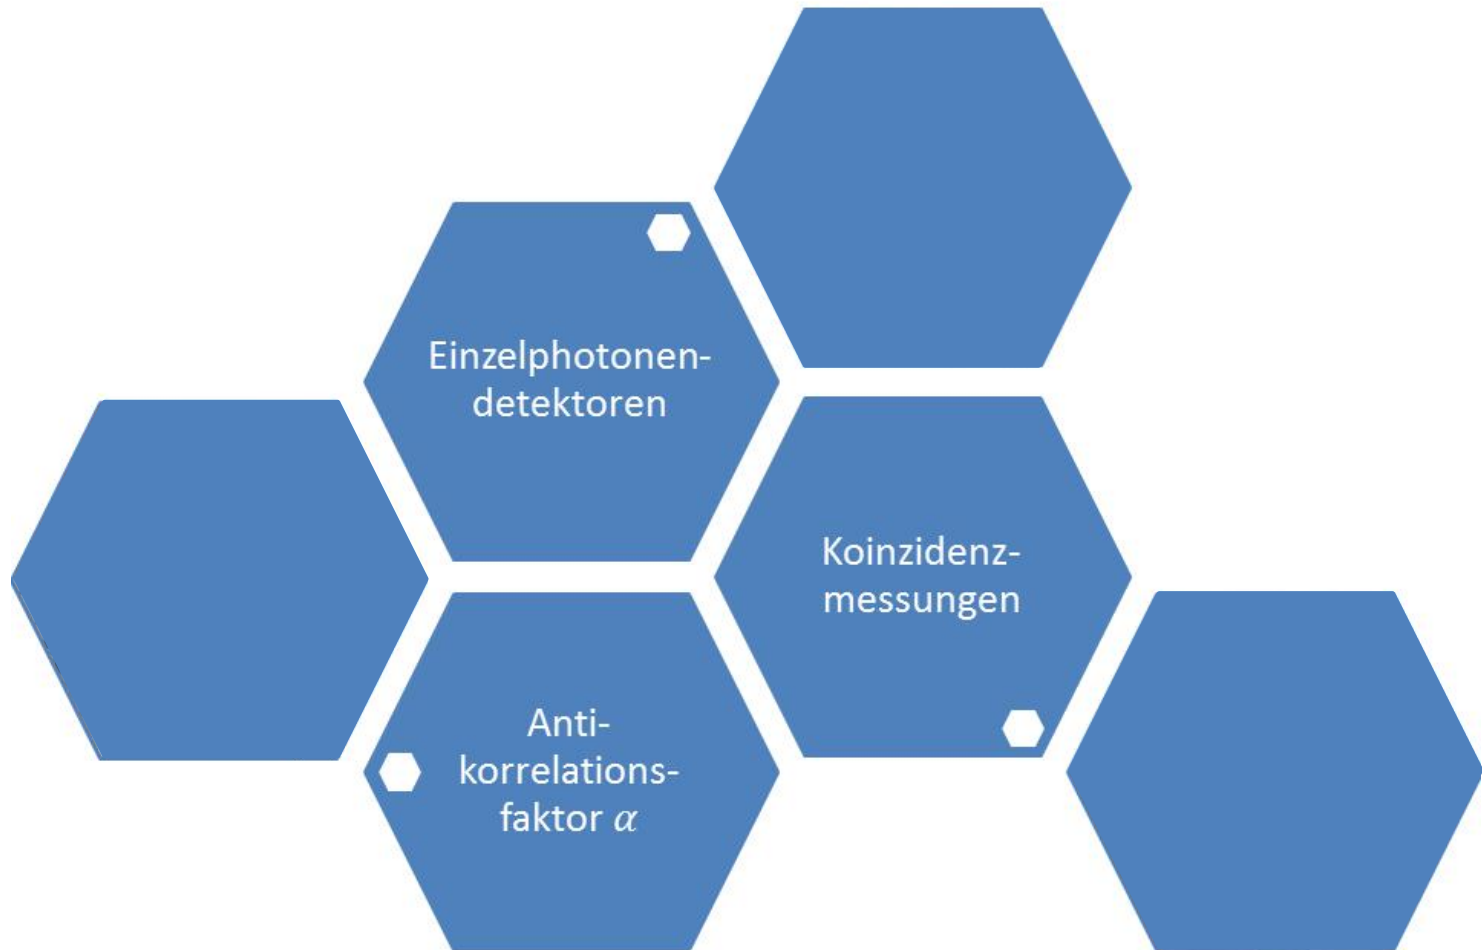 Einzelphotonen-
detektoren
Koinzidenz-
messungen
Anti-
korrelations-
faktor α